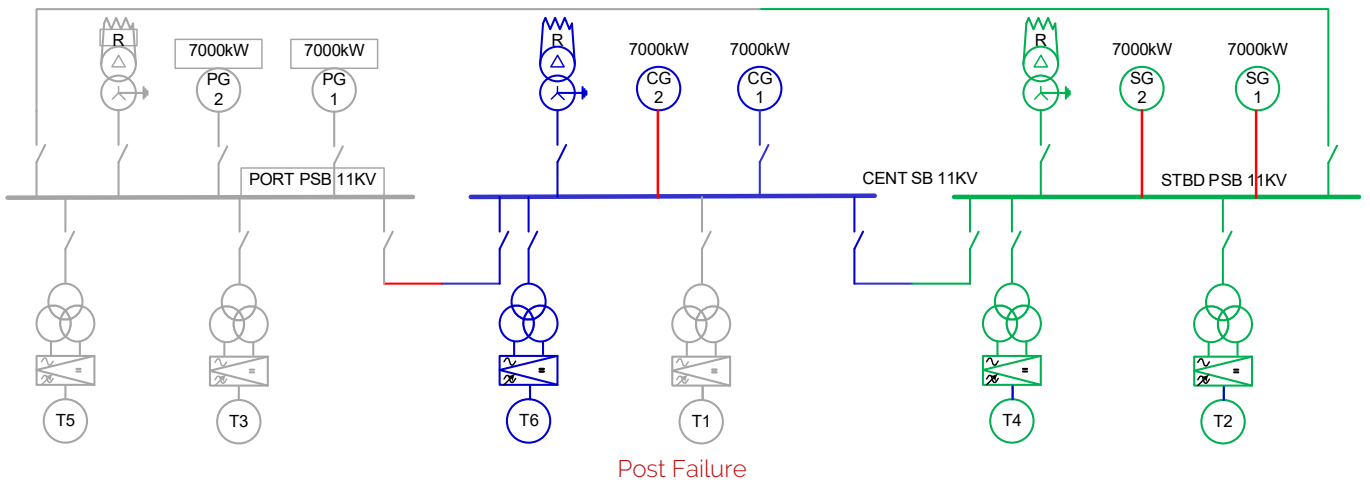 R
7000kW
7000kW
R
7000kW
7000kW
R
7000kW
7000kW
PG
2
PG
1
CG
2
CG
1
SG
2
SG
1
PORT PSB 11KV
CENT SB 11KV
STBD PSB 11KV
=
=
=
=
=
T5
T3
T6
T1
T4
T2
Post Failure